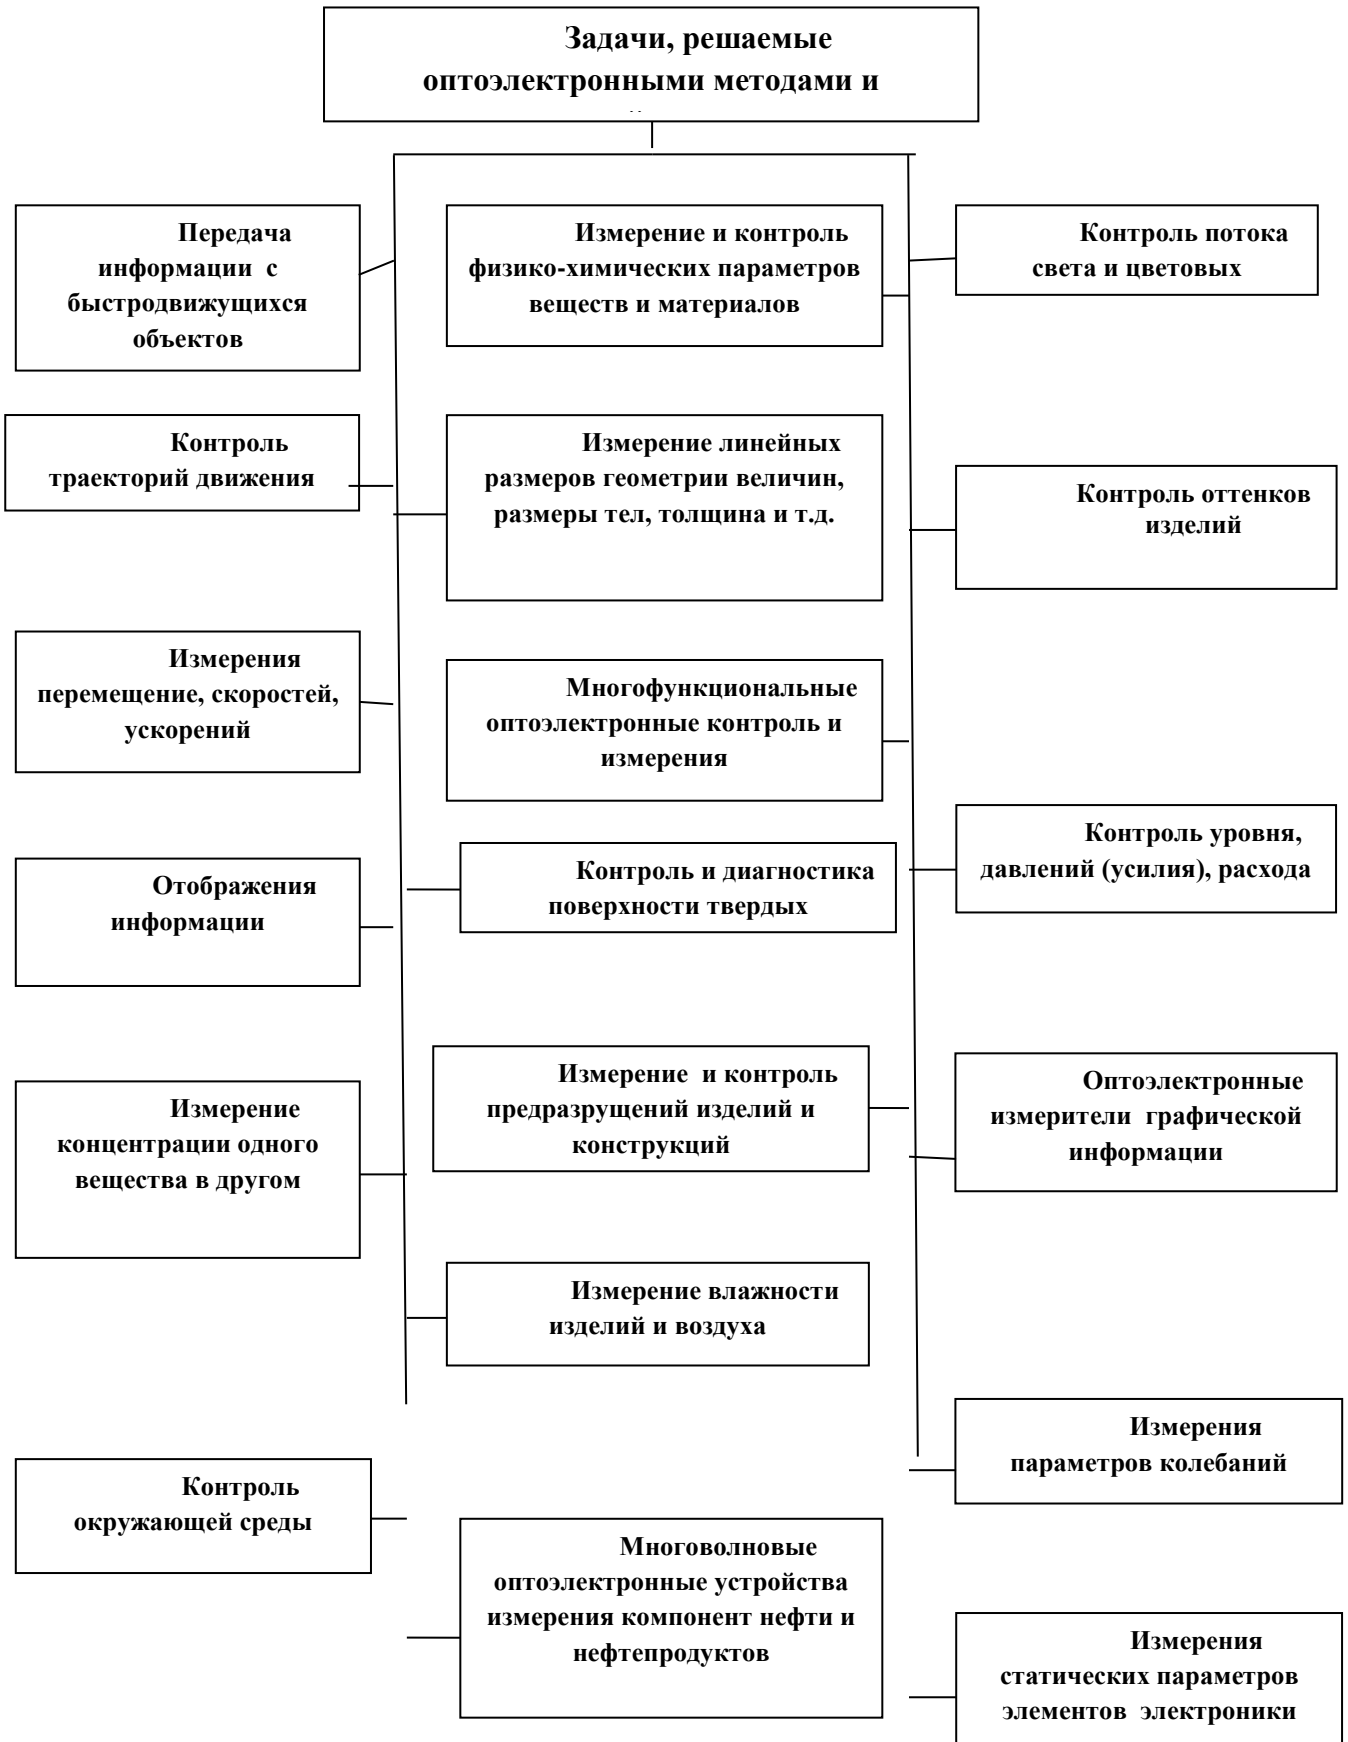 Задачи, решаемые
оптоэлектронными методами и
Передача
информации с
быстродвижущихся
объектов
Измерение и контроль
физико-химических параметров
веществ и материалов
Контроль потока
света и цветовых
Контроль
траекторий движения
Измерение линейных
размеров геометрии величин,
размеры тел, толщина и т.д.
Контроль оттенков
изделий
Измерения
перемещение, скоростей,
ускорений
Многофункциональные
оптоэлектронные контроль и
измерения
Контроль уровня,
давлений (усилия), расхода
Отображения
информации
Контроль и диагностика
поверхности твердых
Измерение
концентрации одного
вещества в другом
Измерение и контроль
предразрущений изделий и
конструкций
Оптоэлектронные
измерители графической
информации
Измерение влажности
изделий и воздуха
Измерения
параметров колебаний
Контроль
окружающей среды
Многоволновые
оптоэлектронные устройства
измерения компонент нефти и
нефтепродуктов
Измерения
статических параметров
элементов электроники